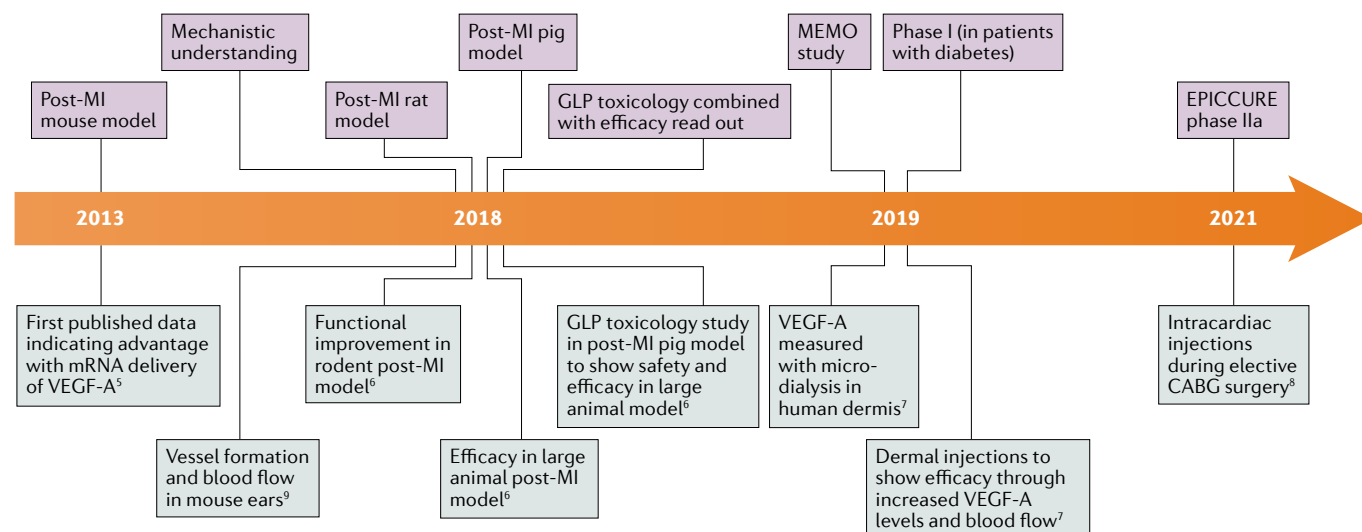 Post-MI
mouse model
Mechanistic
understanding
Post-MI rat
model
Post-MI pig
model
GLP toxicology combined
with efficacy read out
MEMO
study
Phase I (in patients
with diabetes)
EPICCURE
phase IIa
2013
2018
2019
2021
First published data
indicating advantage
with mRNA delivery
of VEGF-A⁵
Vessel formation
and blood flow
in mouse ears⁹
Functional
improvement in
rodent post-MI
model⁶
Efficacy in large
animal post-MI
model⁶
GLP toxicology study
in post-MI pig model
to show safety and
efficacy in large
animal model⁶
VEGF-A
measured
with micro-
dialysis in
human dermis⁷
Dermal injections to
show efficacy through
increased VEGF-A
levels and blood flow⁷
Intracardiac
injections
during elective
CABG surgery⁸